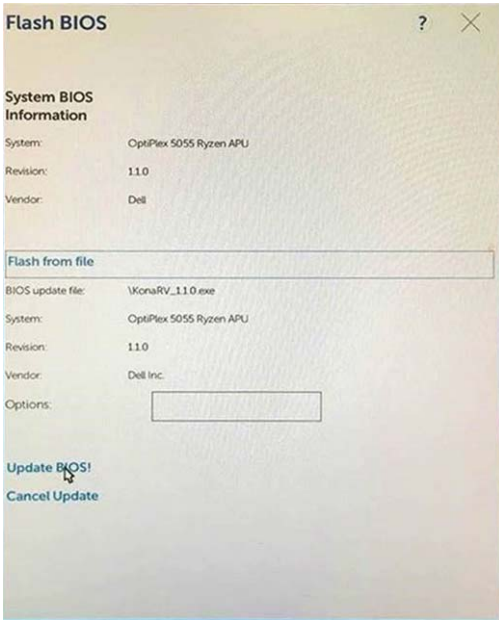 Flash BIOS
?
System BIOS
Information
System: OptiPlex 5055 Ryzen APU
Revision: 1.1.0
Vendor: Dell
Flash from file
BIOS update file: \KonaRV_1.1.0.exe
System: OptiPlex 5055 Ryzen APU
Revision: 1.1.0
Vendor: Dell Inc.
Options:
Update BIOS!
Cancel Update